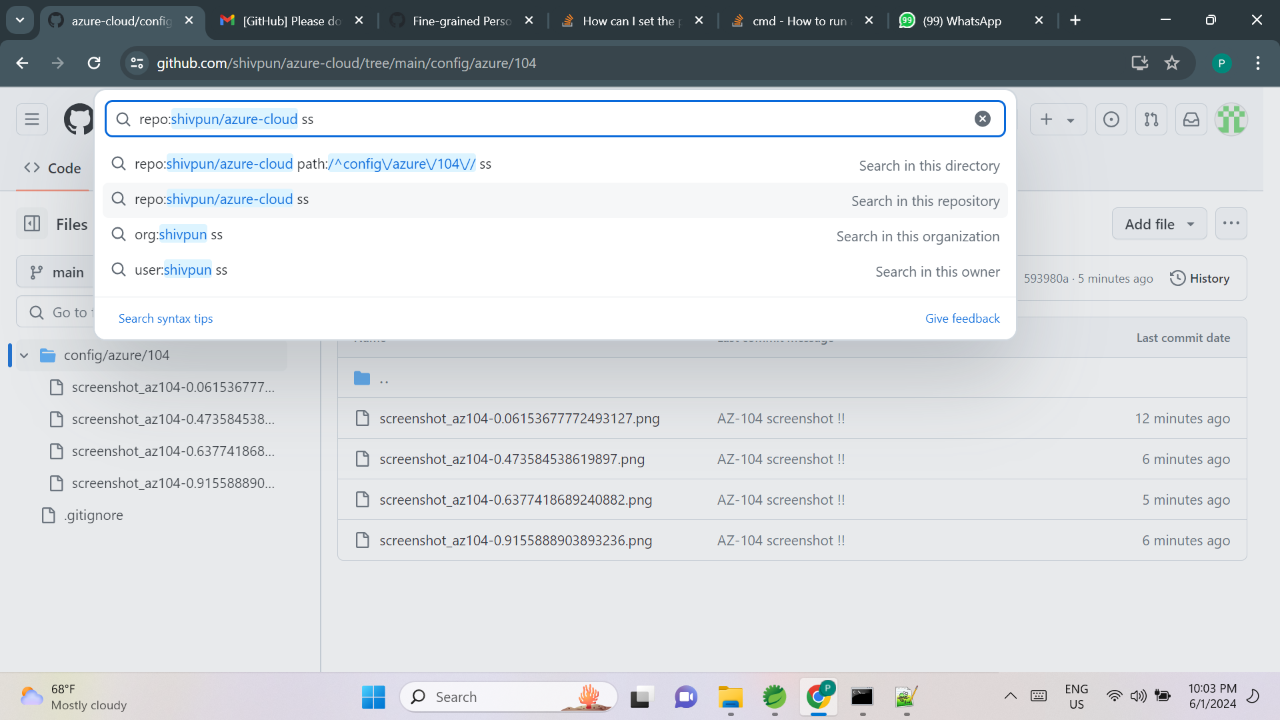 azure-cloud/config
[GitHub] Please do
Fine-grained Perso
How can I set the p
cmd - How to run
99
(99) WhatsApp
github.com/shivpun/azure-cloud/tree/main/config/azure/104
P
repo:shivpun/azure-cloud ss
repo:shivpun/azure-cloud path:/^config\/azure\/104\// ss
Search in this directory
repo:shivpun/azure-cloud ss
Search in this repository
org:shivpun ss
Search in this organization
user:shivpun ss
Search in this owner
Search syntax tips
Give feedback
Code
Files
Add file
main
593980a · 5 minutes ago
History
Go to
Last commit date
config/azure/104
screenshot_az104-0.061536777...
screenshot_az104-0.473584538...
screenshot_az104-0.637741868...
screenshot_az104-0.915588890...
.gitignore
..
screenshot_az104-0.06153677772493127.png
AZ-104 screenshot !!
12 minutes ago
screenshot_az104-0.473584538619897.png
AZ-104 screenshot !!
6 minutes ago
screenshot_az104-0.6377418689240882.png
AZ-104 screenshot !!
5 minutes ago
screenshot_az104-0.9155888903893236.png
AZ-104 screenshot !!
6 minutes ago
68°F
Mostly cloudy
Search
P
ENG
US
10:03 PM
6/1/2024